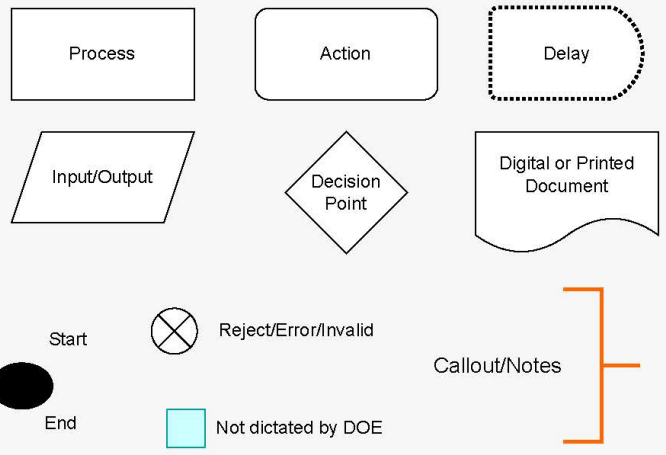 Process
Action
Delay
Input/Output
Decision
Point
Digital or Printed
Document
Start
Reject/Error/Invalid
Callout/Notes
End
Not dictated by DOE